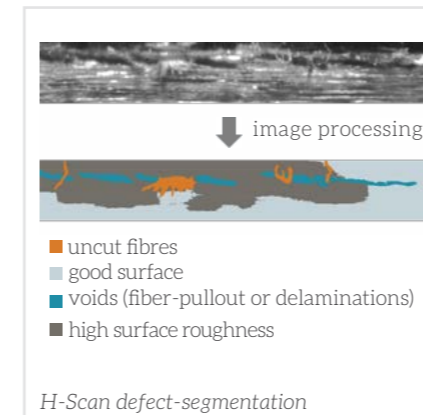 image processing
uncut fibres
good surface
voids (fiber-pullout or delaminations)
high surface roughness
H-Scan defect-segmentation